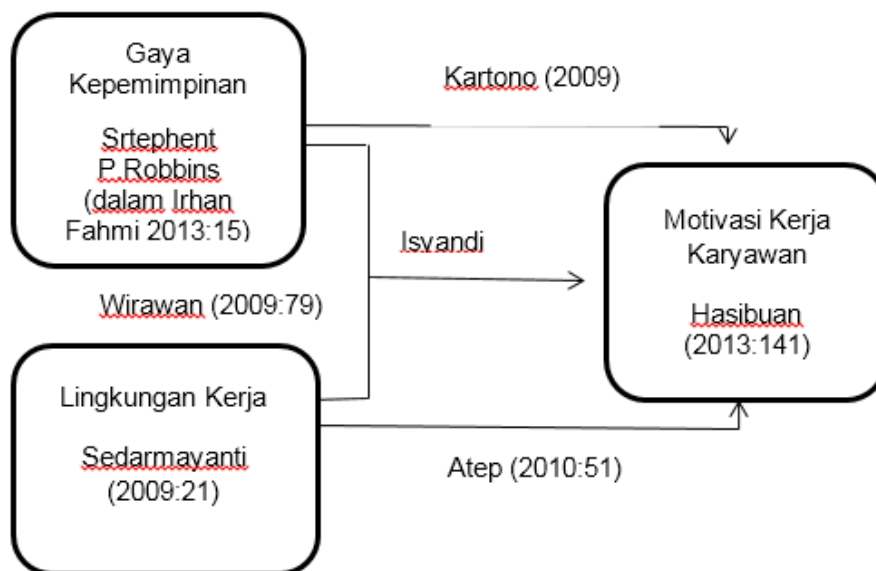 Gaya
Kepemimpinan
Srtephent
P.Robbins
(dalam Irhan
Fahmi 2013:15)
Kartono (2009)
Isyandi
Motivasi Kerja
Karyawan
Hasibuan
(2013:141)
Wirawan (2009:79)
Lingkungan Kerja
Sedarmayanti
(2009:21)
Atep (2010:51)